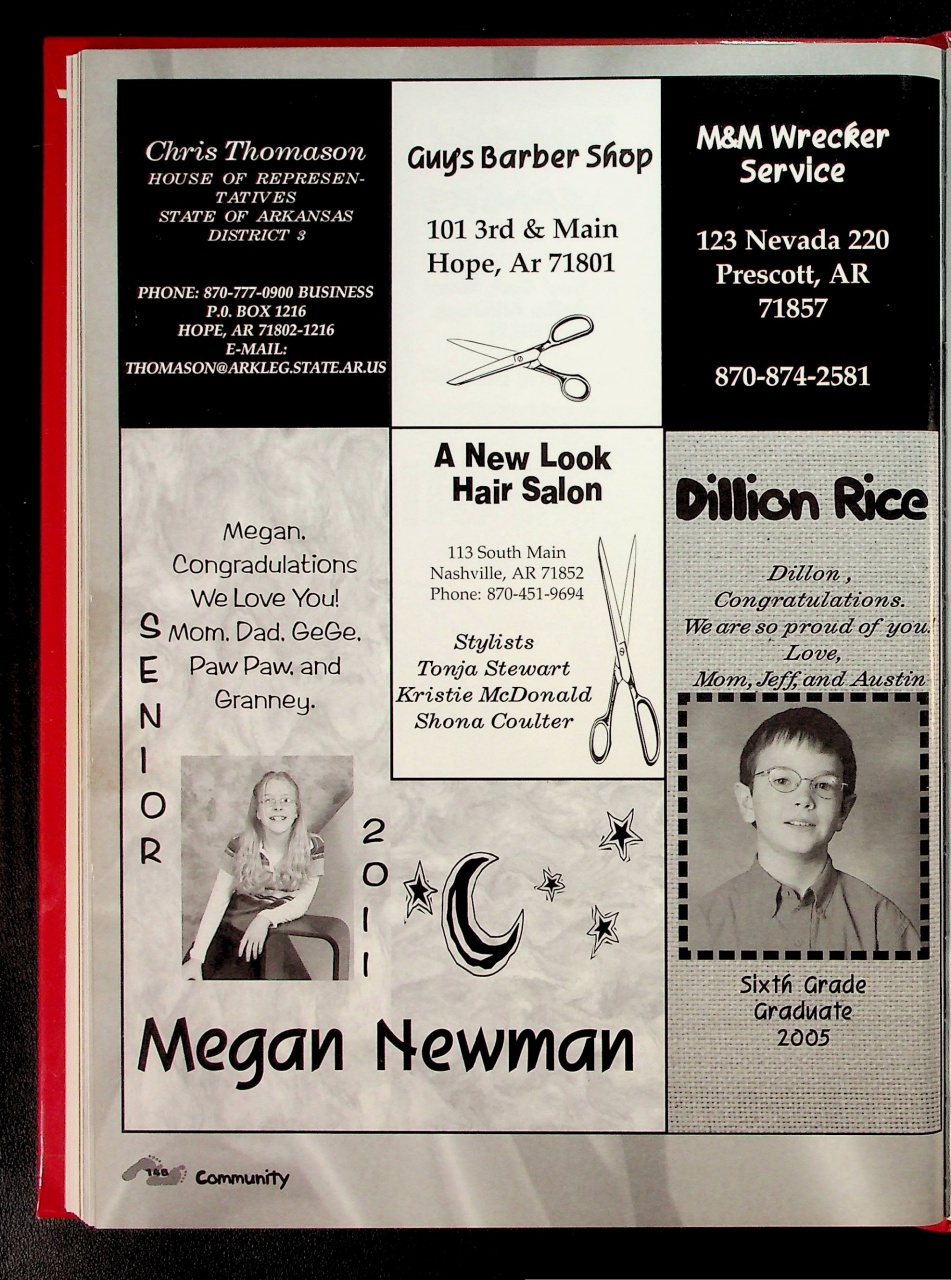 Chris Thomason
HOUSE OF REPRESEN-
TATIVES
STATE OF ARKANSAS
DISTRICT 3
PHONE: 870-777-0900 BUSINESS
P.O. BOX 1216
HOPE, AR 71802-1216
E-MAIL:
THOMASON@ARKLEG.STATE.AR.US
Guy's Barber Shop
101 3rd & Main
Hope, Ar 71801
M&M Wrecker
Service
123 Nevada 220
Prescott, AR
71857
870-874-2581
Megan,
Congradulations
We Love You!
Mom, Dad, GeGe,
Paw Paw, and
Granney.
SENIOR
2011
Megan Newman
A New Look
Hair Salon
113 South Main
Nashville, AR 71852
Phone: 870-451-9694
Stylists
Tonja Stewart
Kristie McDonald
Shona Coulter
Dillion Rice
Dillon ,
Congratulations.
We are so proud of you!
Love,
Mom, Jeff, and Austin
Sixth Grade
Graduate
2005
148 Community